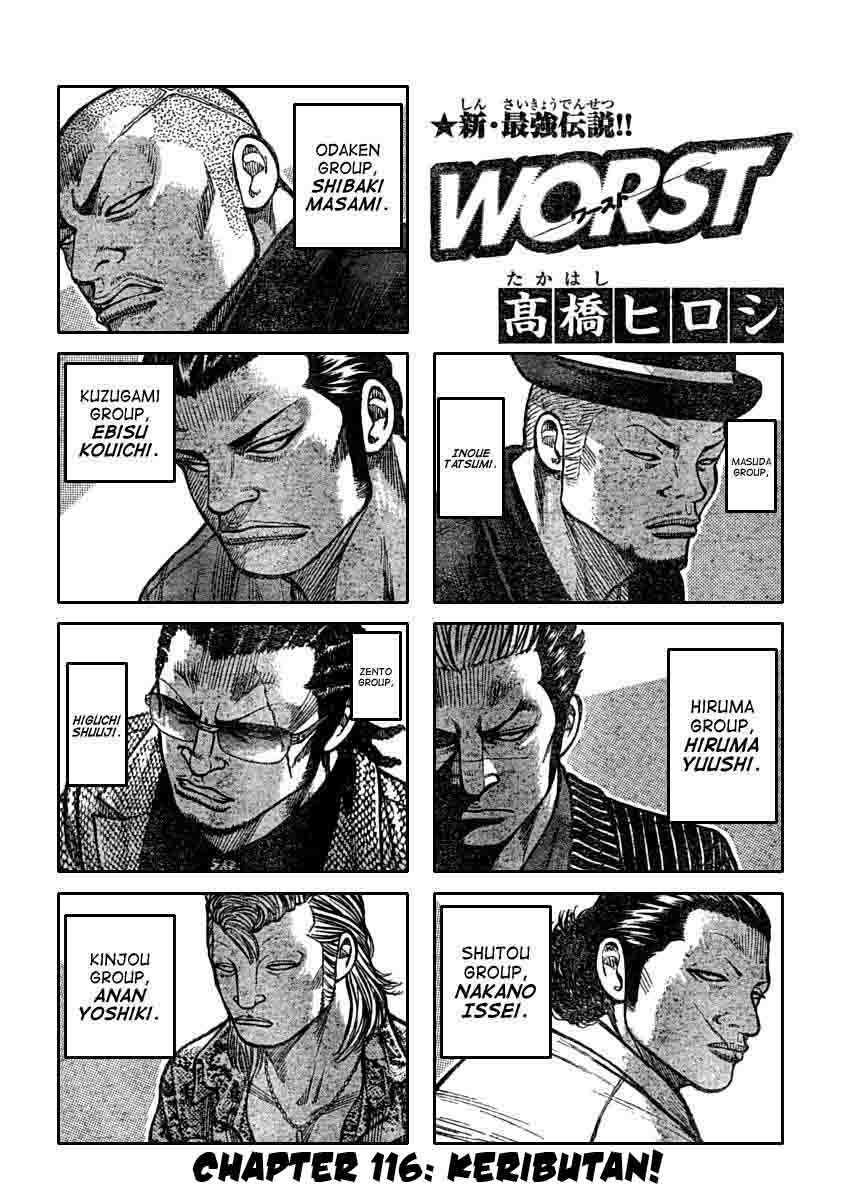 しん さいきょうでんせつ
★新・最強伝説!!
WORST
ワースト
たかはし
髙橋ヒロシ
ODAKEN
GROUP,
SHIBAKI
MASAMI.
MASUDA
GROUP,
INOUE
TATSUMI.
KUZUGAMI
GROUP,
EBISU
KOUICHI.
HIRUMA
GROUP,
HIRUMA
YUUSHI.
ZENTO
GROUP,
HIGUCHI
SHUUJI.
SHUTOU
GROUP,
NAKANO
ISSEI.
KINJOU
GROUP,
ANAN
YOSHIKI.
CHAPTER 116: KERIBUTAN!